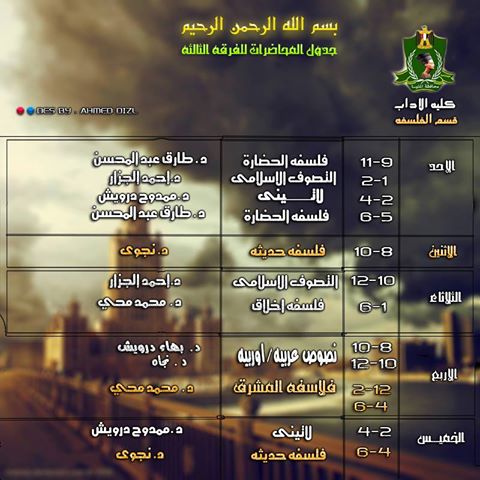 بسم الله الرحمن الرحيم
جدول المحاضرات للفرقه الثالثه
كليه الاداب
قسم الفلسفه
DES BY : AHMED DIZL
الاحد
11-9 فلسفه الحضارة د. طارق عبد المحسن
2-1 التصوف الاسلامى د.احمد الجزار
4-2 لاتينى د. ممدوح درويش
6-5 فلسفه الحضارة د. طارق عبد المحسن
الاثنين 10-8 فلسفه حديثه د. نجوى
الثلاثاء
12-10 التصوف الاسلامى د.احمد الجزار
6-1 فلسفه اخلاق د. محمد محي
الاربع
10-8 نصوص عربية/اوربيه د. بهاء درويش
12-10 د. نجاه
2-12 فلاسفه المشرق د. محمد محي
6-4
الخميس
4-2 لاتينى د. ممدوح درويش
6-4 فلسفه حديثه د. نجوى